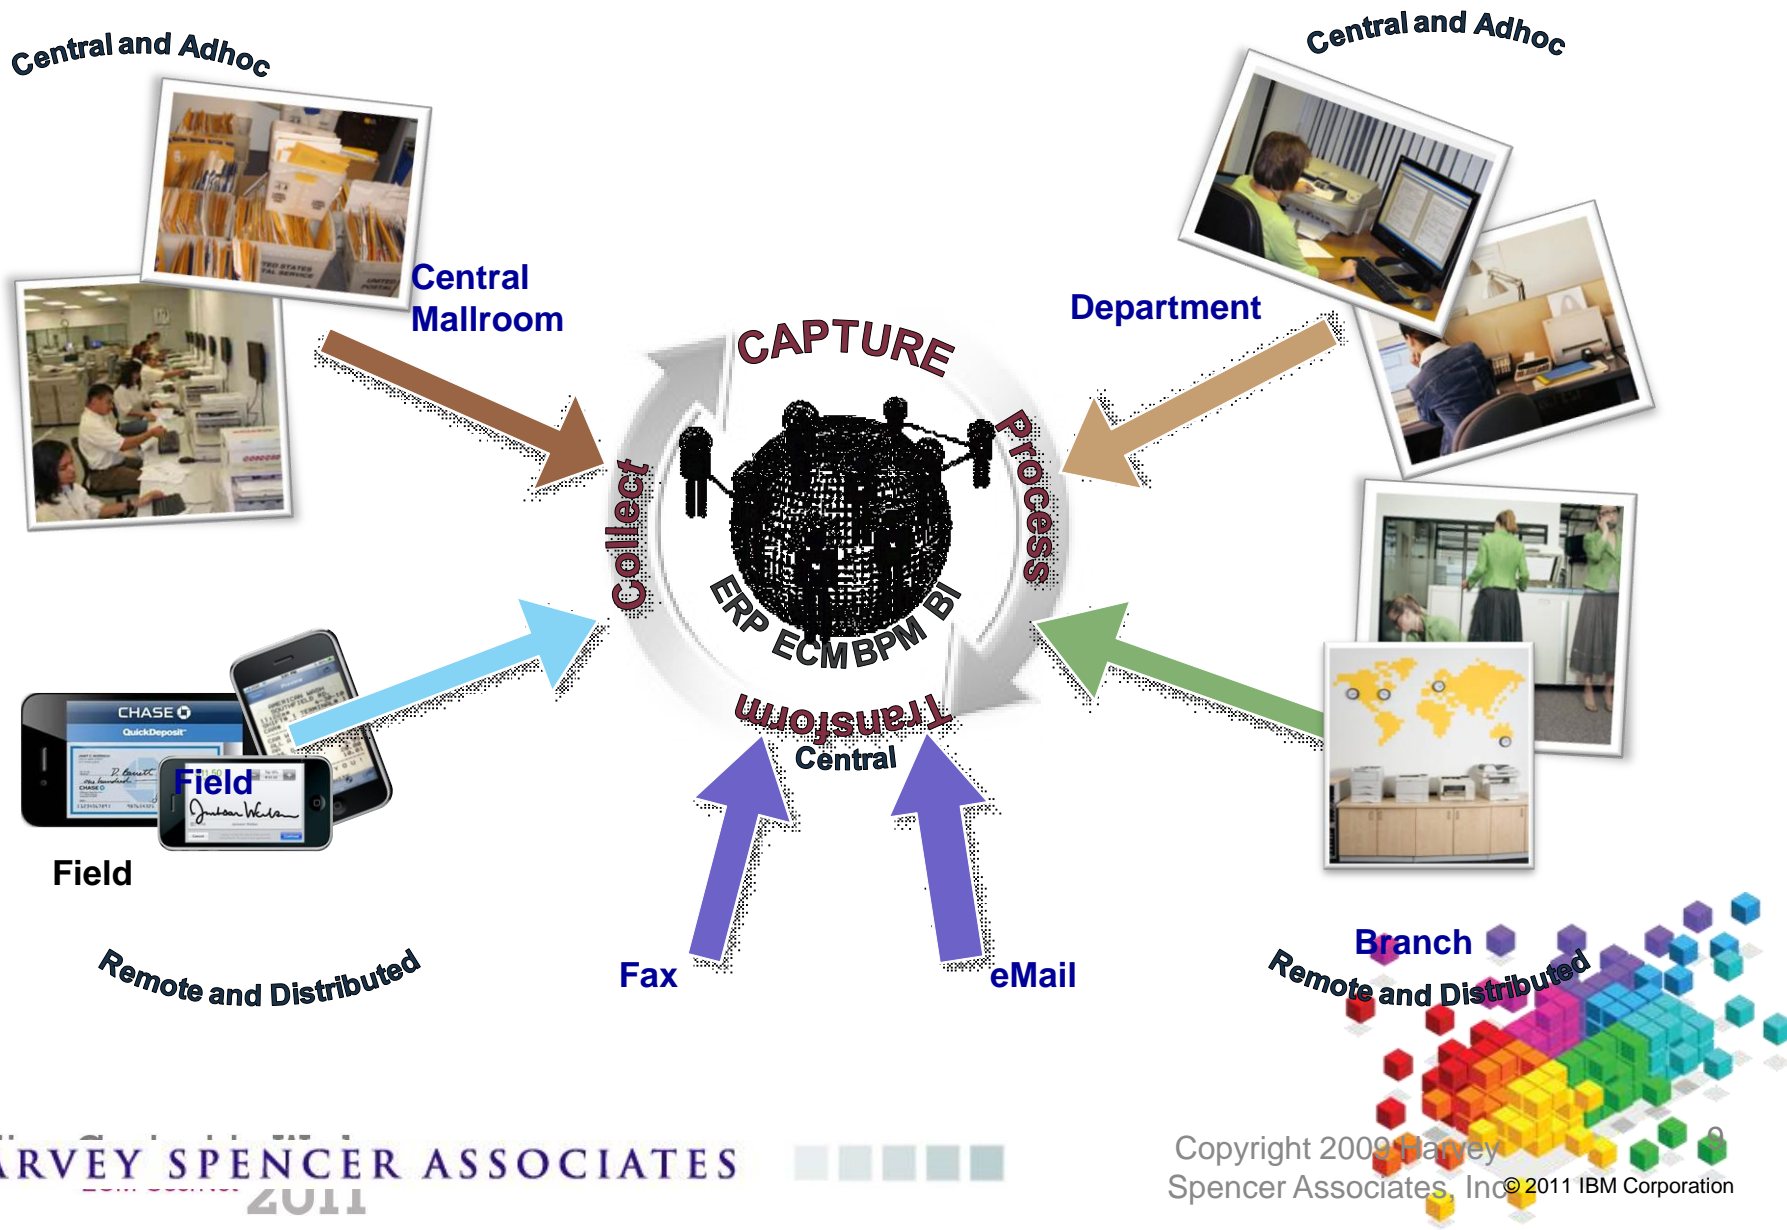 Central and Adhoc
Central and Adhoc
Central
Mallroom
Department
CAPTURE
Process
Collect
ERP ECM BPM BI
Transform
Central
CHASE
QuickDeposit
Field
Field
Fax
eMail
Branch
Remote and Distributed
Remote and Distributed
ARVEY SPENCER ASSOCIATES
2011
Copyright 2009 Harvey
Spencer Associates, Inc
9
© 2011 IBM Corporation